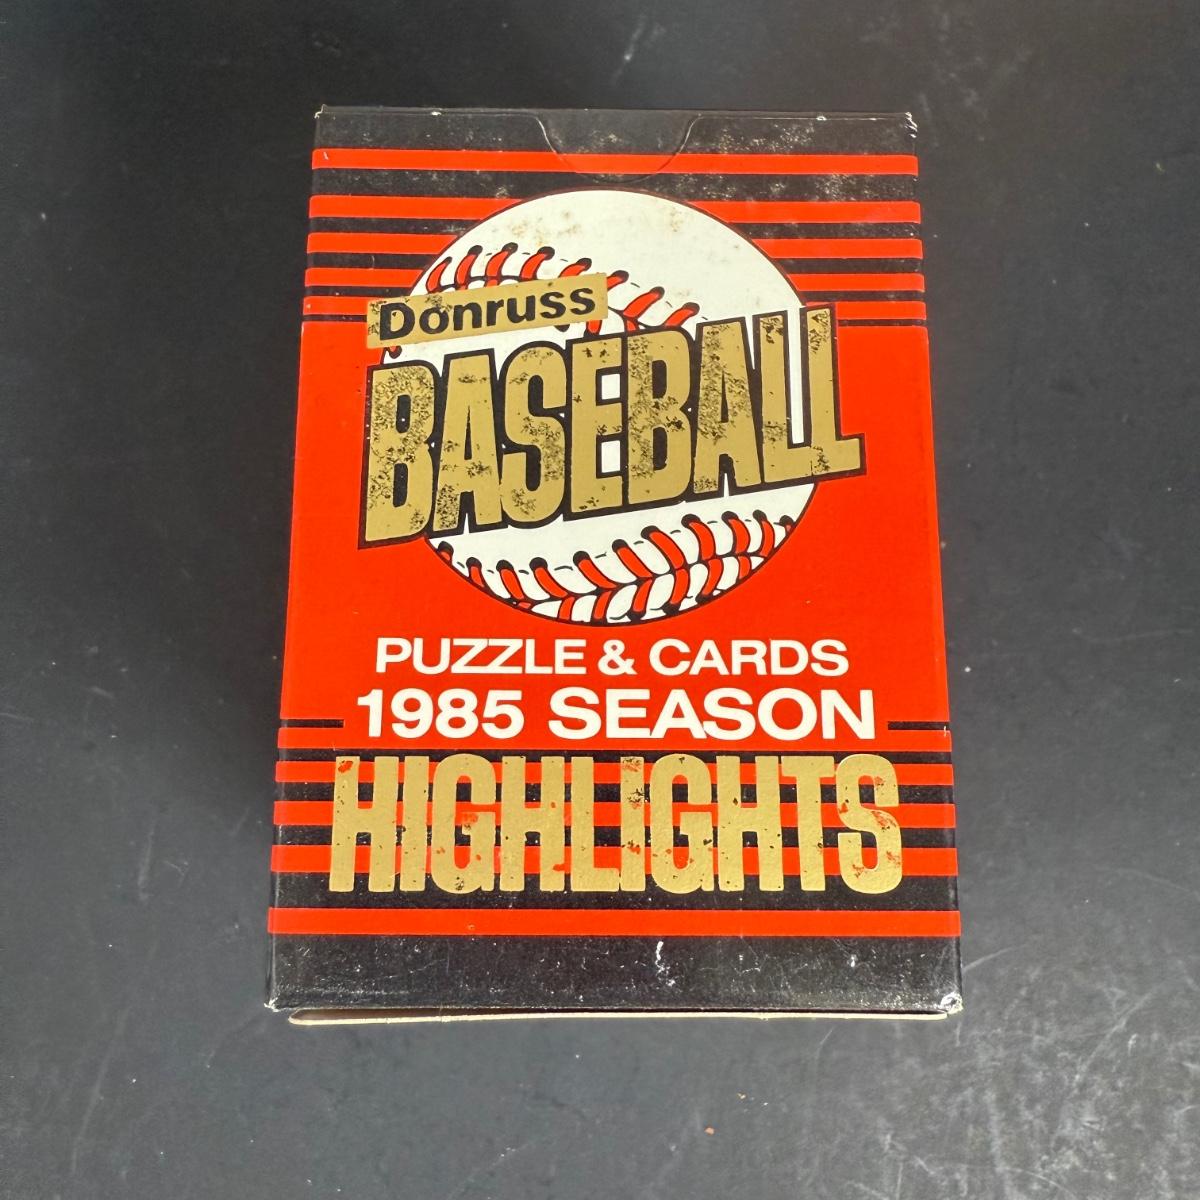 Donruss
BASEBALL
PUZZLE & CARDS
1985 SEASON
HIGHLIGHTS